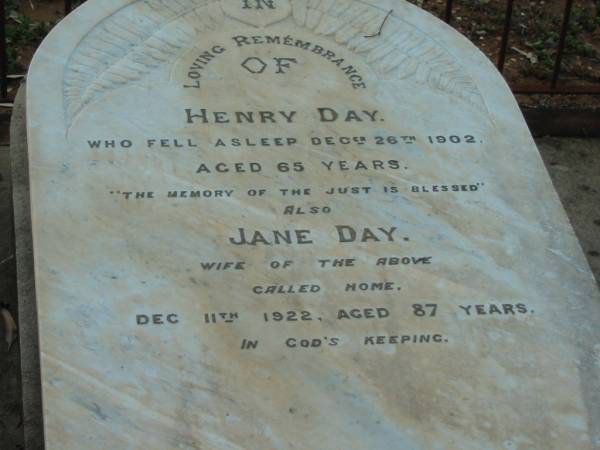 IN
LOVING REMEMBRANCE
OF
HENRY DAY.
WHO FELL ASLEEP DECER 26TH 1902.
AGED 65 YEARS.
"THE MEMORY OF THE JUST IS BLESSED"
ALSO
JANE DAY.
WIFE OF THE ABOVE
CALLED HOME.
DEC 11TH 1922. AGED 87 YEARS.
IN GOD'S KEEPING.